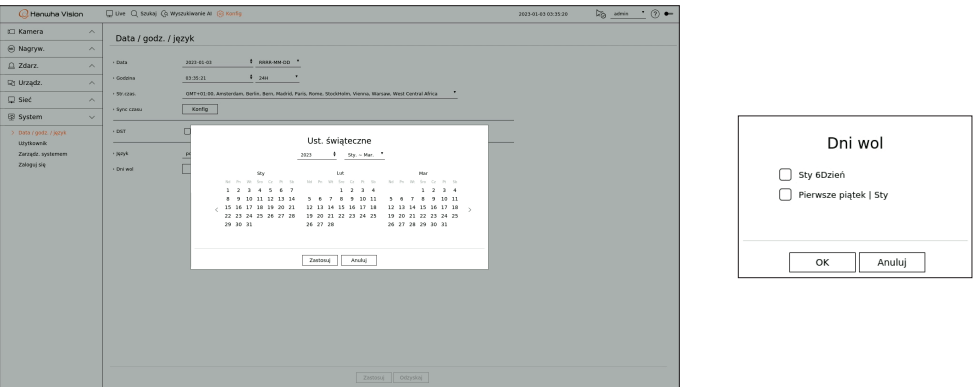 Hanwha Vision
Live Szukaj Wyszukiwanie AI Konfig
2023-01-03 03:35:20 admin
Kamera
Nagryw.
Zdarz.
Urządz.
Sieć
System
Data / godz. / język
Użytkownik
Zarządz. systemem
Zaloguj się
Data / godz. / język
Data 2023-01-03 RRRR-MM-DD
Godzina 03:35:21 24H
Str.czas. GMT+01:00, Amsterdam, Berlin, Bern, Madrid, Paris, Rome, Stockholm, Vienna, Warsaw, West Central Africa
Sync czasu Konfig
DST
Język po
Dni wol
Ust. świąteczne
2023 Sty. ~ Mar.
Sty Lut Mar
1 2 3 4 5 6 7 1 2 3 4 1 2 3 4
8 9 10 11 12 13 14 5 6 7 8 9 10 11 5 6 7 8 9 10 11
15 16 17 18 19 20 21 12 13 14 15 16 17 18 12 13 14 15 16 17 18
22 23 24 25 26 27 28 19 20 21 22 23 24 25 19 20 21 22 23 24 25
29 30 31 26 27 28 26 27 28 29 30 31
Zastosuj Anuluj
Zastosuj Odzyskaj
Dni wol
Sty 6Dzień
Pierwsze piątek | Sty
OK Anuluj